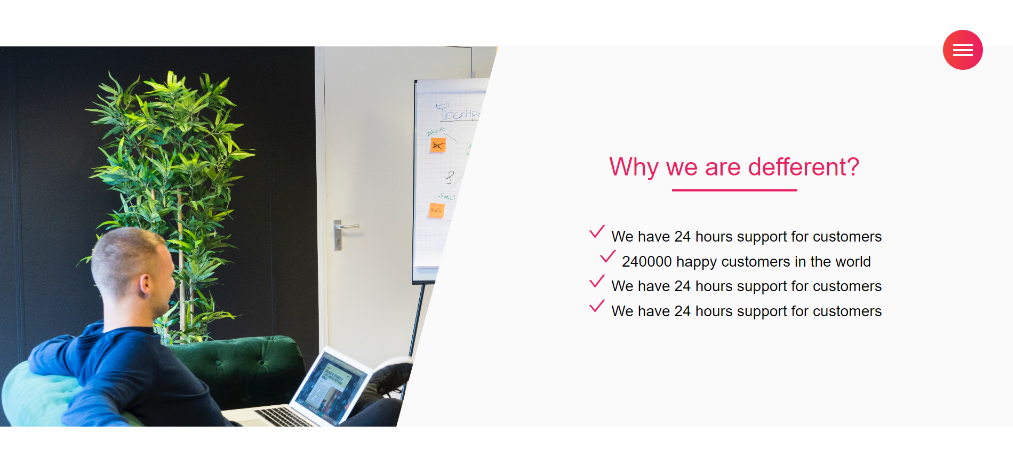 Why we are defferent?
We have 24 hours support for customers
240000 happy customers in the world
We have 24 hours support for customers
We have 24 hours support for customers